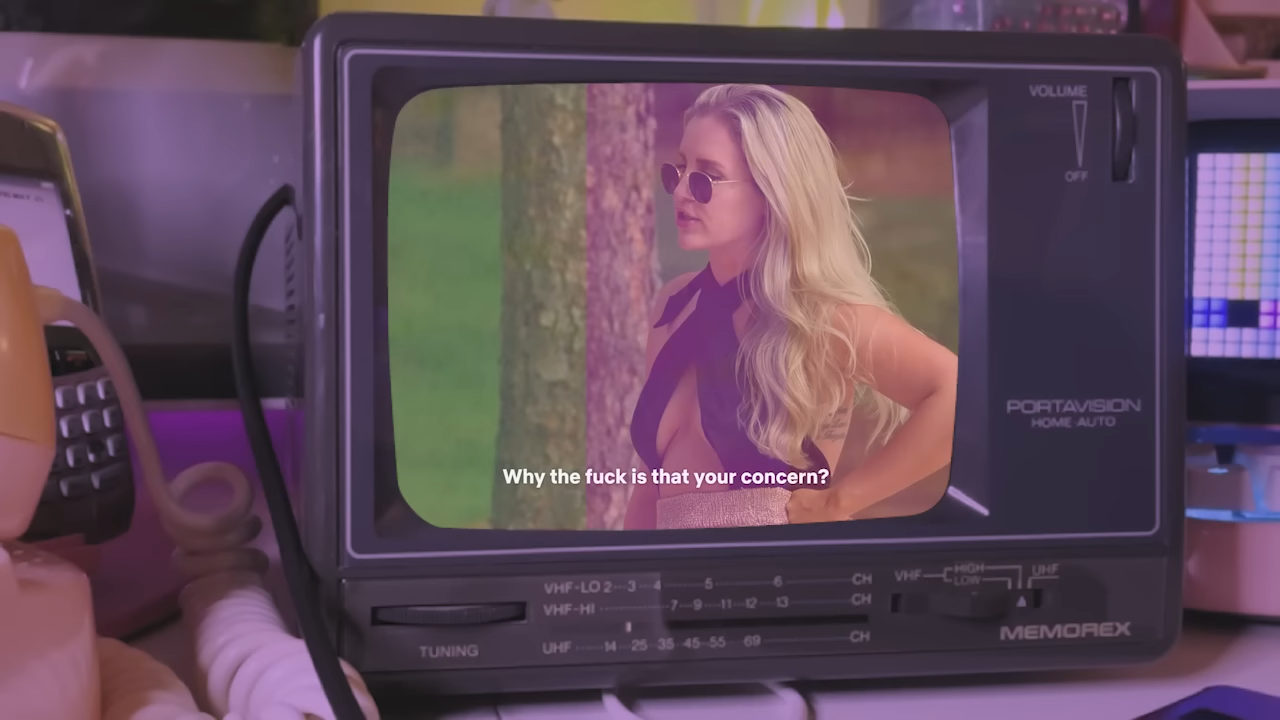 VOLUME
OFF
Why the fuck is that your concern?
PORTAVISION
HOME AUTO
VHF-LO 2 3 4 5 6 CH
VHF-HI 7 9 11 12 13 CH
UHF 14 25 35 45 55 69 CH
TUNING
VHF HIGH LOW UHF
MEMOREX